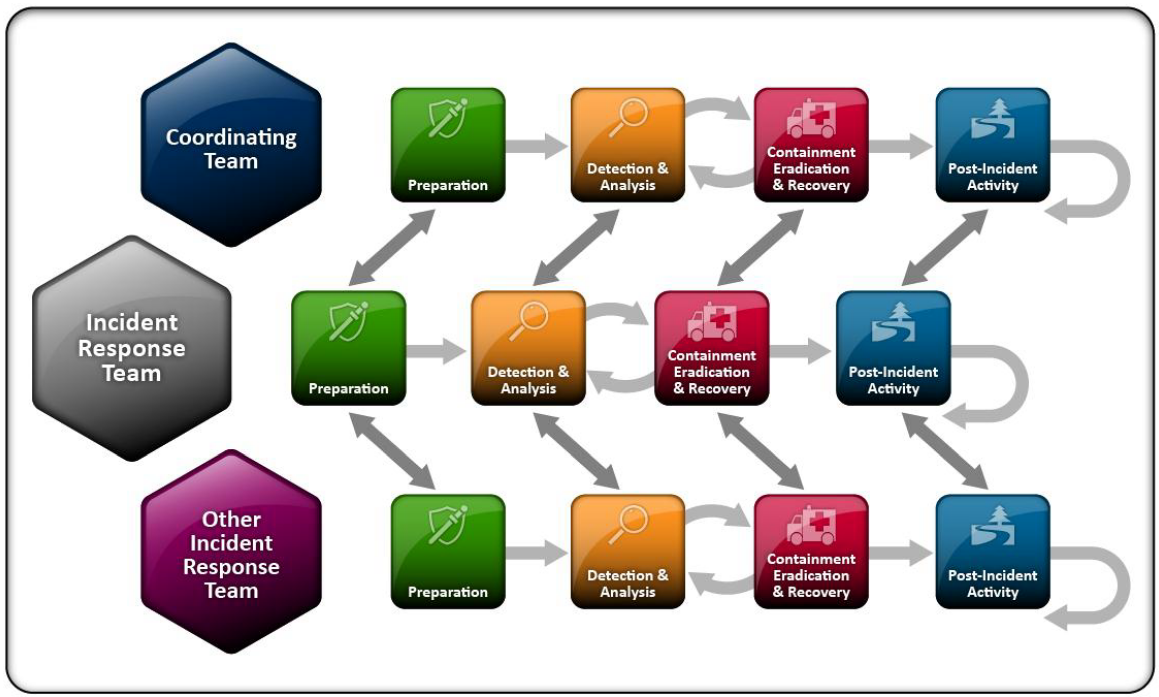 Coordinating
Team
Preparation
Detection &
Analysis
Containment
Eradication
& Recovery
Post-Incident
Activity
Incident
Response
Team
Preparation
Detection &
Analysis
Containment
Eradication
& Recovery
Post-Incident
Activity
Other
Incident
Response
Team
Preparation
Detection &
Analysis
Containment
Eradication
& Recovery
Post-Incident
Activity